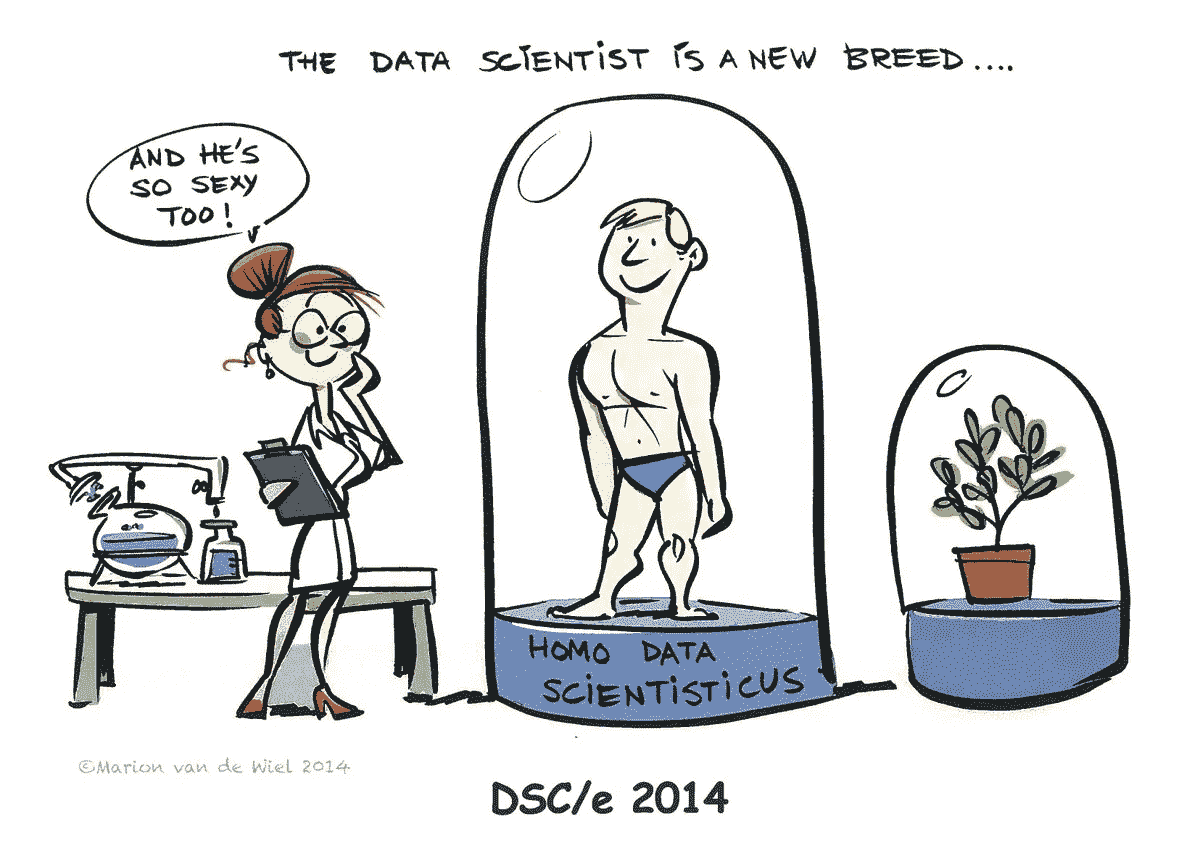 THE DATA SCIENTIST IS A NEW BREED....
AND HE'S
SO SEXY
TOO!
HOMO DATA
SCIENTISTICUS
©Marion van de Wiel 2014
DSC/e 2014